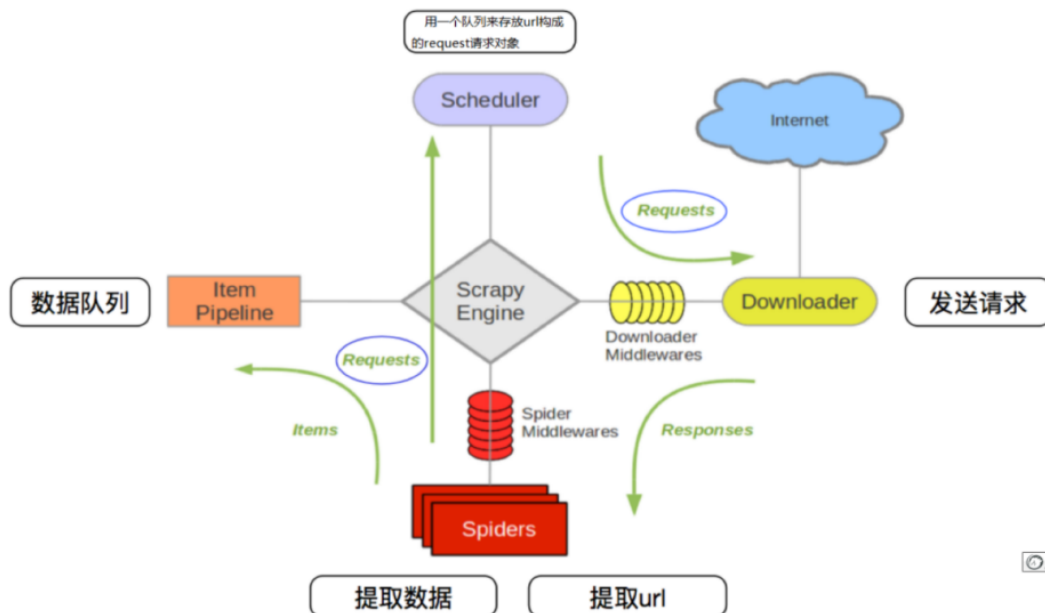 用一个队列来存放url构成
的request请求对象
Scheduler
Internet
Requests
数据队列
Item
Pipeline
Scrapy
Engine
Downloader
发送请求
Downloader
Middlewares
Requests
Items
Spider
Middlewares
Responses
Spiders
提取数据
提取url